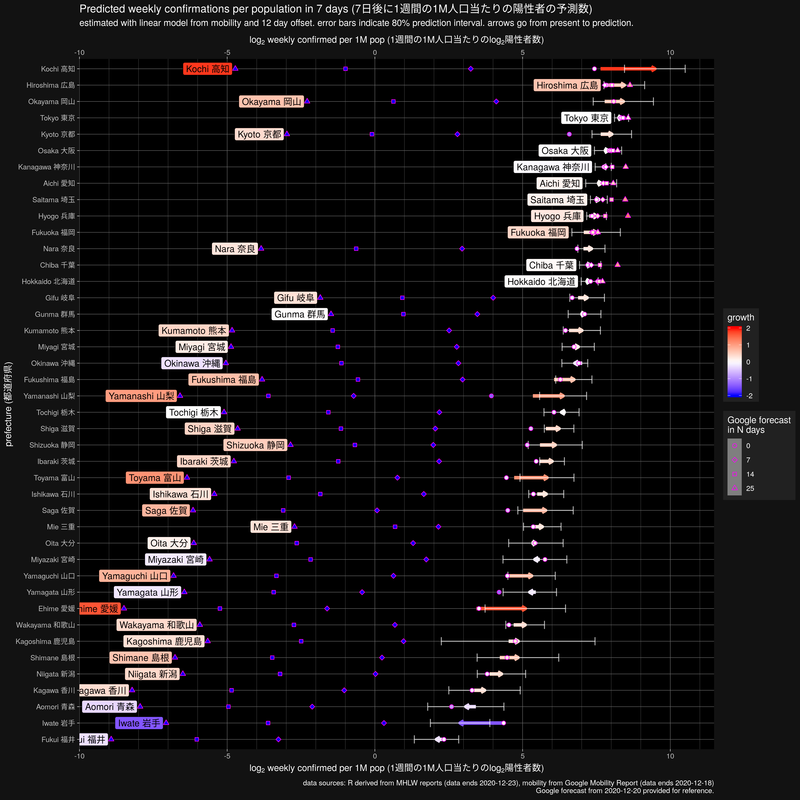 Predicted weekly confirmations per population in 7 days (7日後に1週間の1M人口当たりの陽性者の予測数)
estimated with linear model from mobility and 12 day offset. error bars indicate 80% prediction interval. arrows go from present to prediction.
log2 weekly confirmed per 1M pop (1週間の1M人口当たりのlog2陽性者数)
-10 -5 0 5 10
Kochi 高知 Kochi 高知
Hiroshima 広島 Hiroshima 広島
Okayama 岡山 Okayama 岡山
Tokyo 東京 Tokyo 東京
Kyoto 京都 Kyoto 京都
Osaka 大阪 Osaka 大阪
Kanagawa 神奈川 Kanagawa 神奈川
Aichi 愛知 Aichi 愛知
Saitama 埼玉 Saitama 埼玉
Hyogo 兵庫 Hyogo 兵庫
Fukuoka 福岡 Fukuoka 福岡
Nara 奈良 Nara 奈良
Chiba 千葉 Chiba 千葉
Hokkaido 北海道 Hokkaido 北海道
Gifu 岐阜 Gifu 岐阜
Gunma 群馬 Gunma 群馬
Kumamoto 熊本 Kumamoto 熊本
Miyagi 宮城 Miyagi 宮城
Okinawa 沖縄 Okinawa 沖縄
Fukushima 福島 Fukushima 福島
Yamanashi 山梨 Yamanashi 山梨
Tochigi 栃木 Tochigi 栃木
Shiga 滋賀 Shiga 滋賀
Shizuoka 静岡 Shizuoka 静岡
Ibaraki 茨城 Ibaraki 茨城
Toyama 富山 Toyama 富山
Ishikawa 石川 Ishikawa 石川
Saga 佐賀 Saga 佐賀
Mie 三重 Mie 三重
Oita 大分 Oita 大分
Miyazaki 宮崎 Miyazaki 宮崎
Yamaguchi 山口 Yamaguchi 山口
Yamagata 山形 Yamagata 山形
Ehime 愛媛 hime 愛媛
Wakayama 和歌山 Wakayama 和歌山
Kagoshima 鹿児島 Kagoshima 鹿児島
Shimane 島根 Shimane 島根
Niigata 新潟 Niigata 新潟
Kagawa 香川 agawa 香川
Aomori 青森 Aomori 青森
Iwate 岩手 Iwate 岩手
Fukui 福井 ui 福井
-10 -5 0 5 10
log2 weekly confirmed per 1M pop (1週間の1M人口当たりのlog2陽性者数)
prefecture (都道府県)
growth
2
1
0
-1
-2
Google forecast
in N days
0
7
14
25
data sources: R derived from MHLW reports (data ends 2020-12-23), mobility from Google Mobility Report (data ends 2020-12-18)
Google forecast from 2020-12-20 provided for reference.